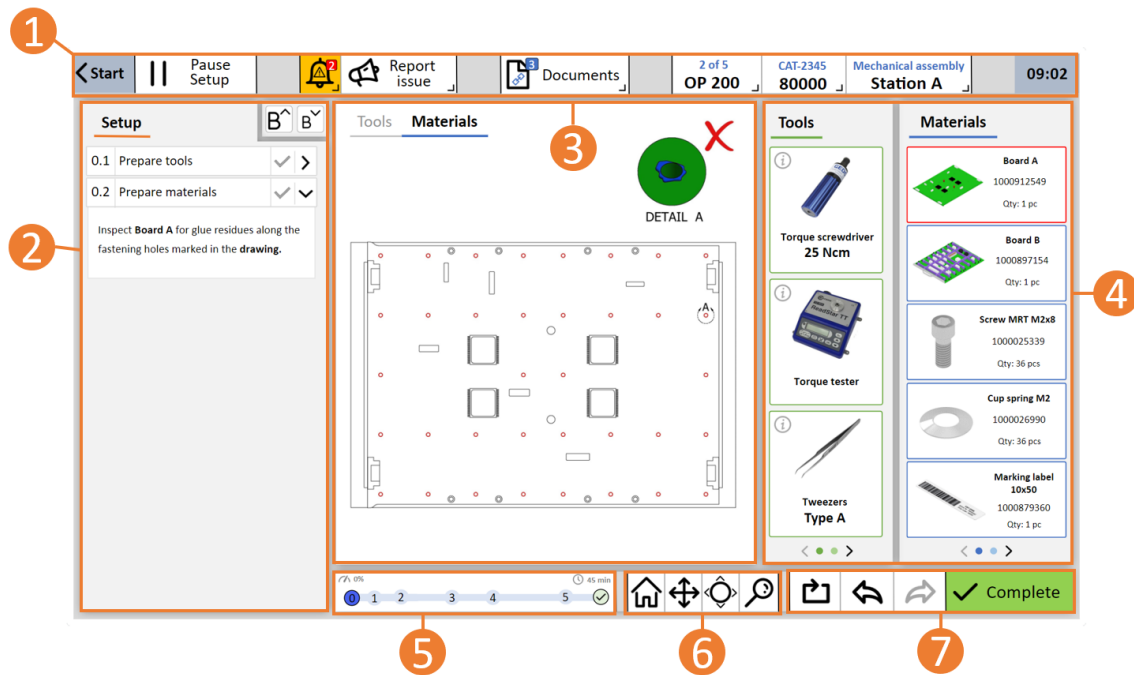 1
Start
Pause
Setup
2
Report
issue
3
Documents
2 of 5
OP 200
CAT-2345
80000
Mechanical assembly
Station A
09:02
Setup
B^ B˅
0.1 Prepare tools
0.2 Prepare materials
Inspect Board A for glue residues along the
fastening holes marked in the drawing.
2
Tools Materials
3
DETAIL A
A
Tools
Torque screwdriver
25 Ncm
ReadStar TT
Torque tester
Tweezers
Type A
Materials
Board A
1000912549
Qty: 1 pc
Board B
1000897154
Qty: 1 pc
Screw MRT M2x8
1000025339
Qty: 36 pcs
Cup spring M2
1000026990
Qty: 36 pcs
Marking label
10x50
1000879360
Qty: 1 pc
4
0%
45 min
0 1 2 3 4 5
5
6
Complete
7